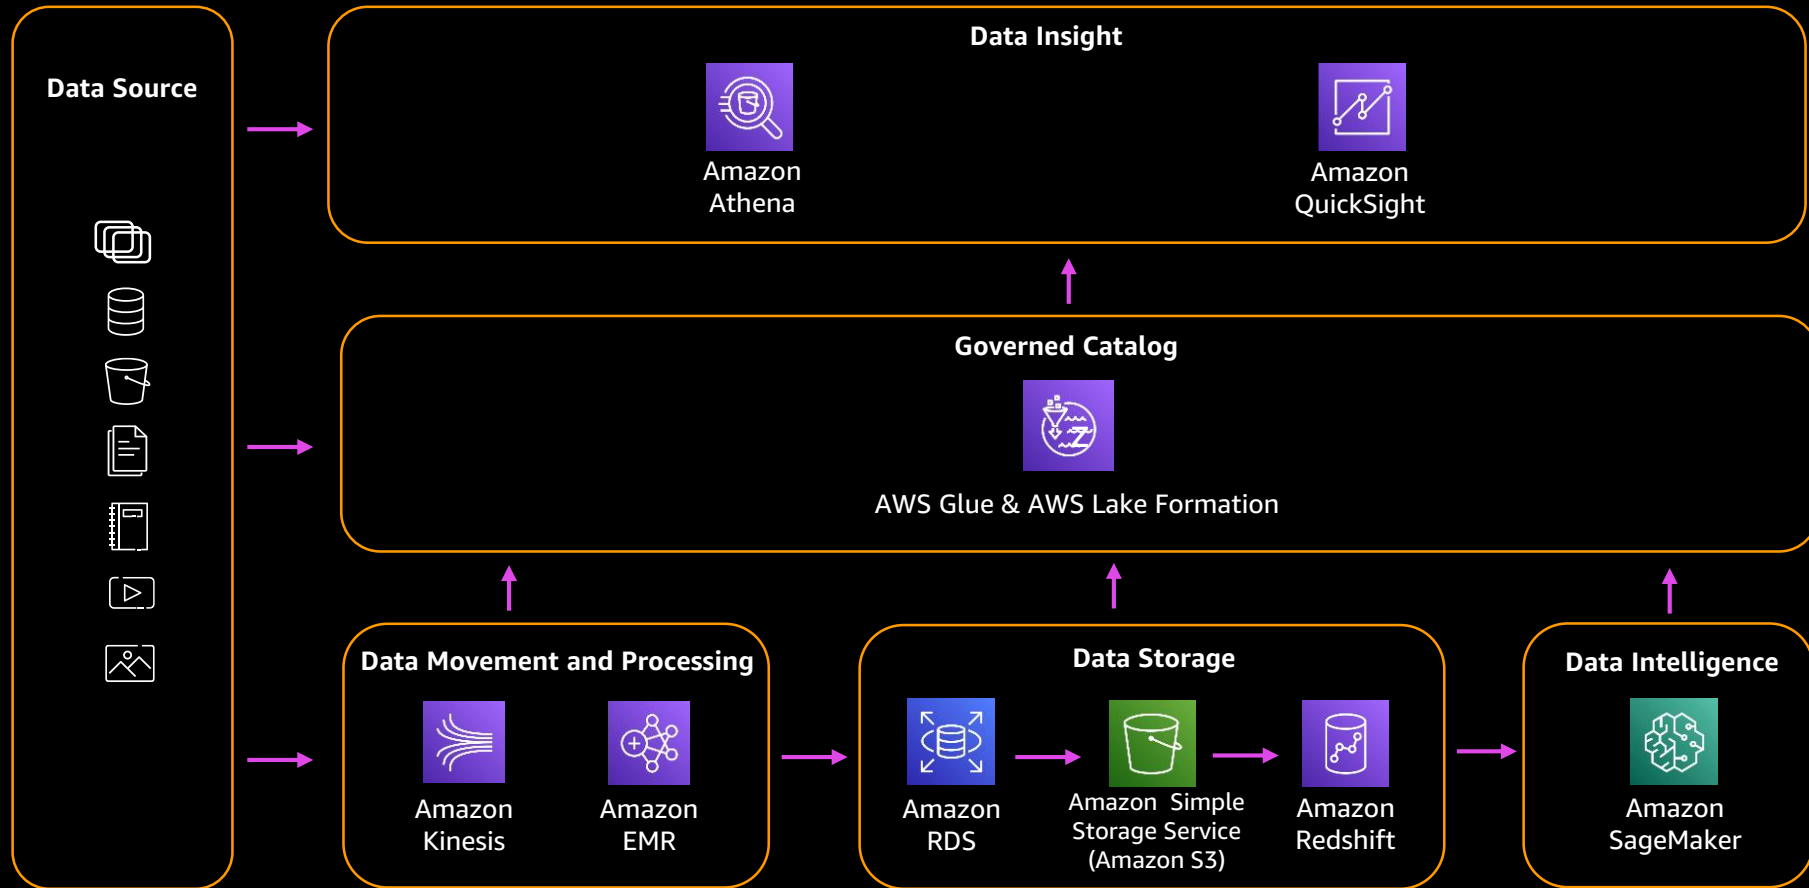 Data Source
Data Insight
Amazon
Athena
Amazon
QuickSight
Governed Catalog
AWS Glue & AWS Lake Formation
Data Movement and Processing
Amazon
Kinesis
Amazon
EMR
Data Storage
Amazon
RDS
Amazon Simple
Storage Service
(Amazon S3)
Amazon
Redshift
Data Intelligence
Amazon
SageMaker